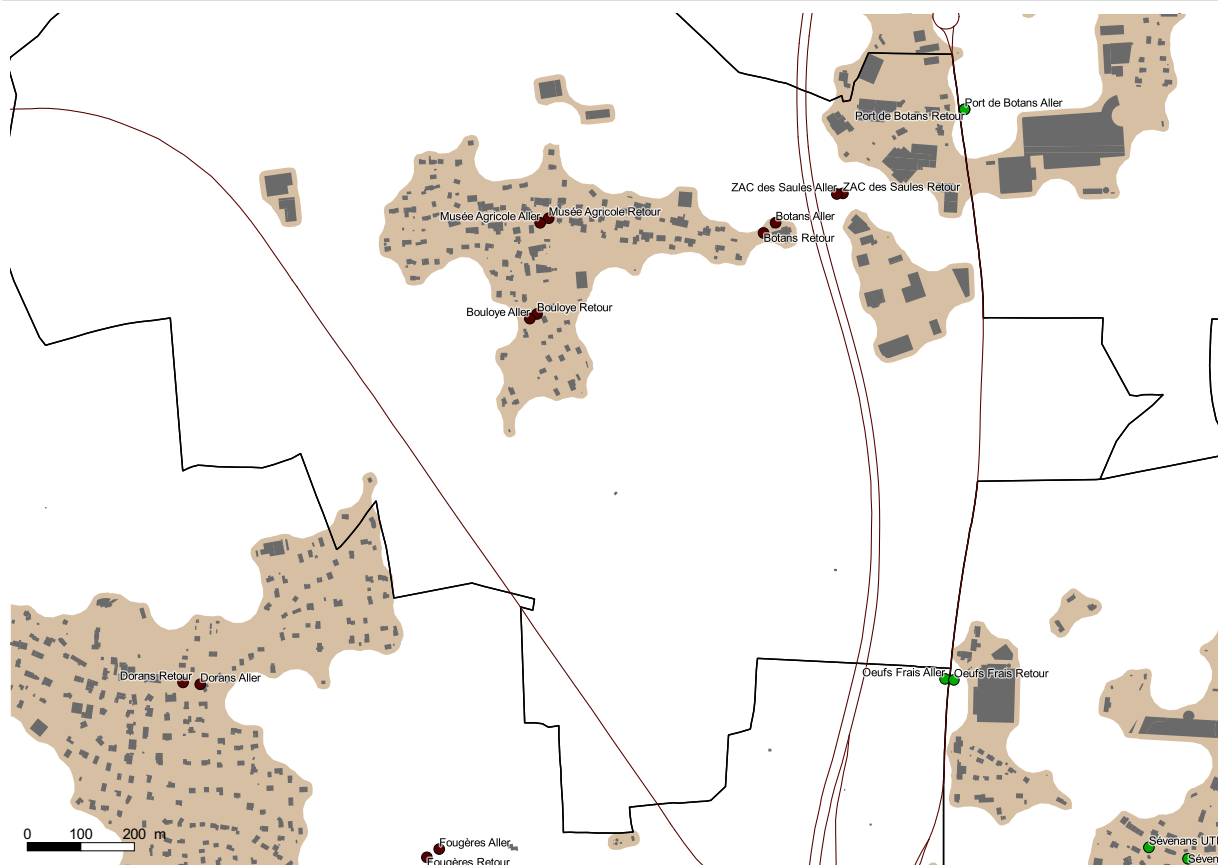 Port de Botans Aller
Port de Botans Retour
ZAC des Saules Aller
ZAC des Saules Retour
Musée Agricole Aller
Musée Agricole Retour
Botans Aller
Botans Retour
Bouloye Aller
Bouloye Retour
Oeufs Frais Aller
Oeufs Frais Retour
Dorans Retour
Dorans Aller
0 100 200 m
Fougères Aller
Fougères Retour
Sévenans